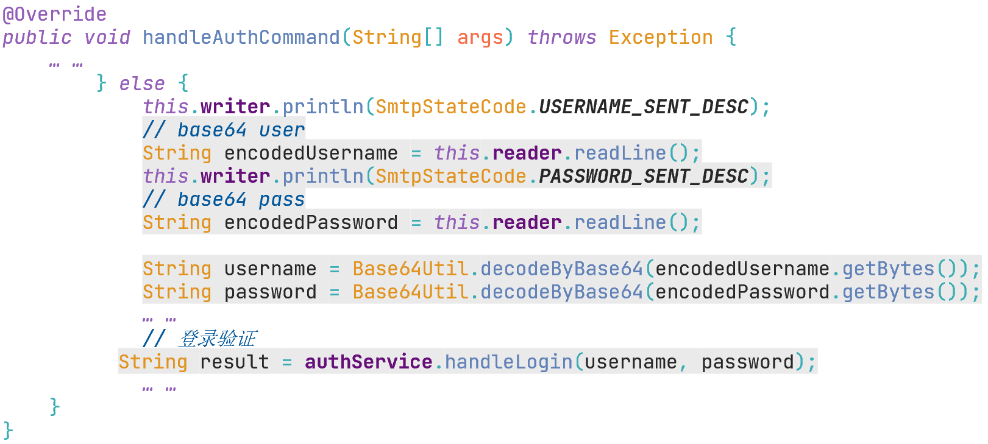 @Override
public void handleAuthCommand(String[] args) throws Exception {
    … …
        } else {
            this.writer.println(SmtpStateCode.USERNAME_SENT_DESC);
            // base64 user
            String encodedUsername = this.reader.readLine();
            this.writer.println(SmtpStateCode.PASSWORD_SENT_DESC);
            // base64 pass
            String encodedPassword = this.reader.readLine();

            String username = Base64Util.decodeByBase64(encodedUsername.getBytes());
            String password = Base64Util.decodeByBase64(encodedPassword.getBytes());
            … …
            // 登录验证
          String result = authService.handleLogin(username, password);
            … …
    }
}